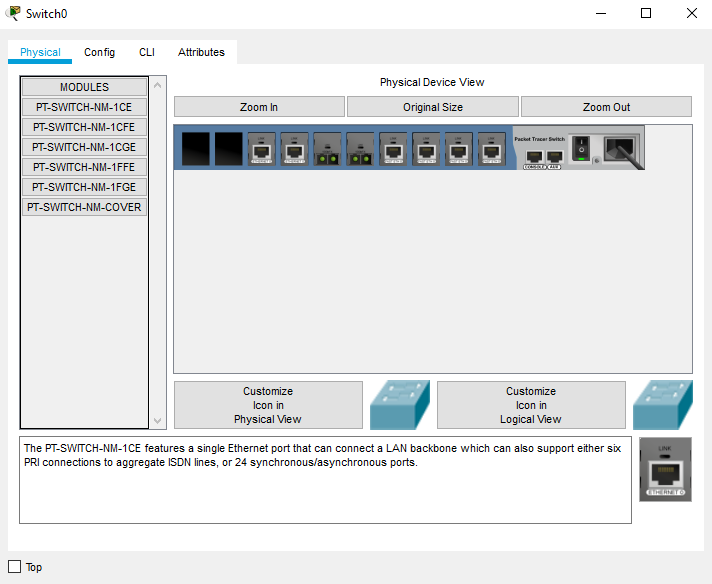 Switch0
Physical Config CLI Attributes
MODULES
PT-SWITCH-NM-1CE
PT-SWITCH-NM-1CFE
PT-SWITCH-NM-1CGE
PT-SWITCH-NM-1FFE
PT-SWITCH-NM-1FGE
PT-SWITCH-NM-COVER
Physical Device View
Zoom In Original Size Zoom Out
Packet Tracer Switch
CONSOLE AUX
Customize
Icon in
Physical View
Customize
Icon in
Logical View
The PT-SWITCH-NM-1CE features a single Ethernet port that can connect a LAN backbone which can also support either six
PRI connections to aggregate ISDN lines, or 24 synchronous/asynchronous ports.
LINK
ETHERNET 0
Top